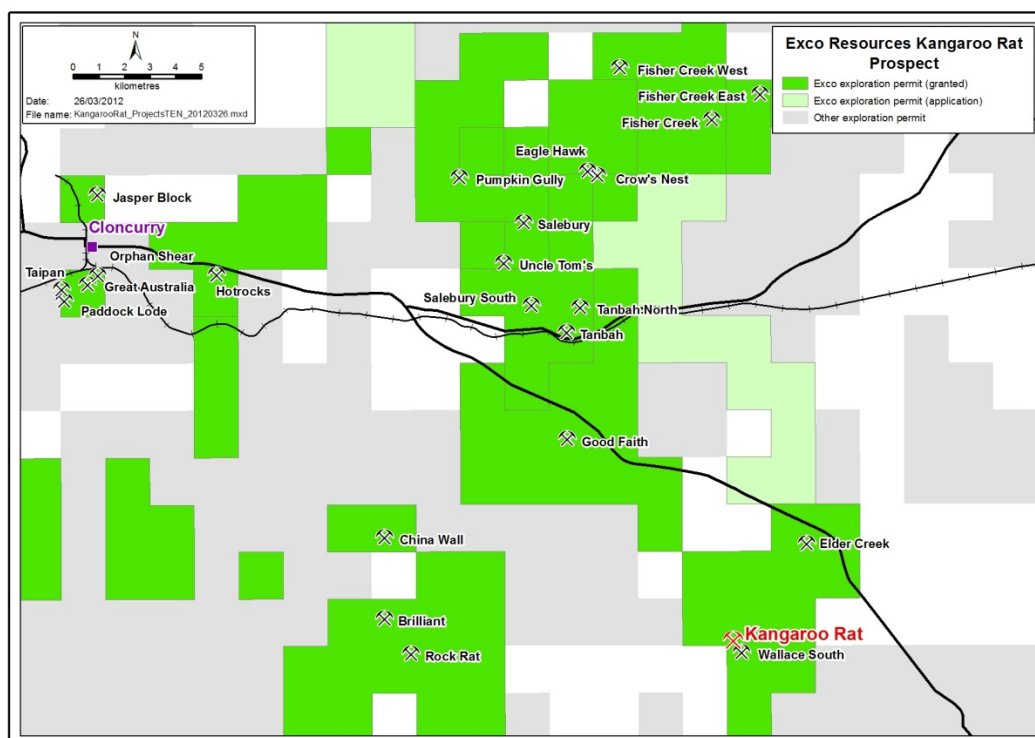 N
0 1 2 3 4 5
kilometres
Date: 26/03/2012
File name: KangarooRat_ProjectsTEN_20120326.mxd
Exco Resources Kangaroo Rat
Prospect
Exco exploration permit (granted)
Exco exploration permit (application)
Other exploration permit
Fisher Creek West
Fisher Creek East
Fisher Creek
Eagle Hawk
Pumpkin Gully
Crow's Nest
Jasper Block
Salebury
Cloncurry
Orphan Shear
Uncle Tom's
Taipan
Great Australia
Hotrocks
Paddock Lode
Salebury South
Tanbah North
Tanbah
Good Faith
China Wall
Elder Creek
Brilliant
Kangaroo Rat
Rock Rat
Wallace South